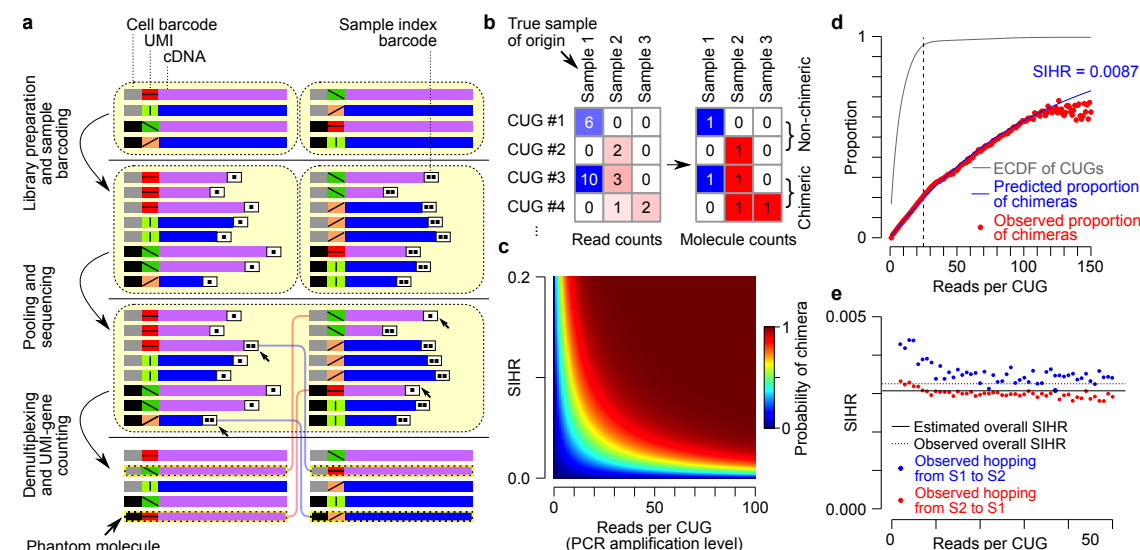 a
Cell barcode
UMI
cDNA
Sample index
barcode
Library preparation
and sample
barcoding
Pooling and
sequencing
Demultiplexing
and UMI-gene
counting
Phantom molecule
b
True sample
of origin
Sample 1
Sample 2
Sample 3
Sample 1
Sample 2
Sample 3
CUG #1
6 0 0
1 0 0
CUG #2
0 2 0
0 1 0
CUG #3
10 3 0
1 1 0
CUG #4
0 1 2
0 1 1
...
Non-chimeric
Chimeric
Read counts
Molecule counts
c
0.2
SIHR
0.0
0
50
100
Reads per CUG
(PCR amplification level)
1
Probability of chimera
0
d
1
Proportion
0
SIHR = 0.0087
ECDF of CUGs
Predicted proportion
of chimeras
Observed proportion
of chimeras
0
50
100
150
Reads per CUG
e
0.005
SIHR
0.000
Estimated overall SIHR
Observed overall SIHR
Observed hopping
from S1 to S2
Observed hopping
from S2 to S1
0
50
Reads per CUG